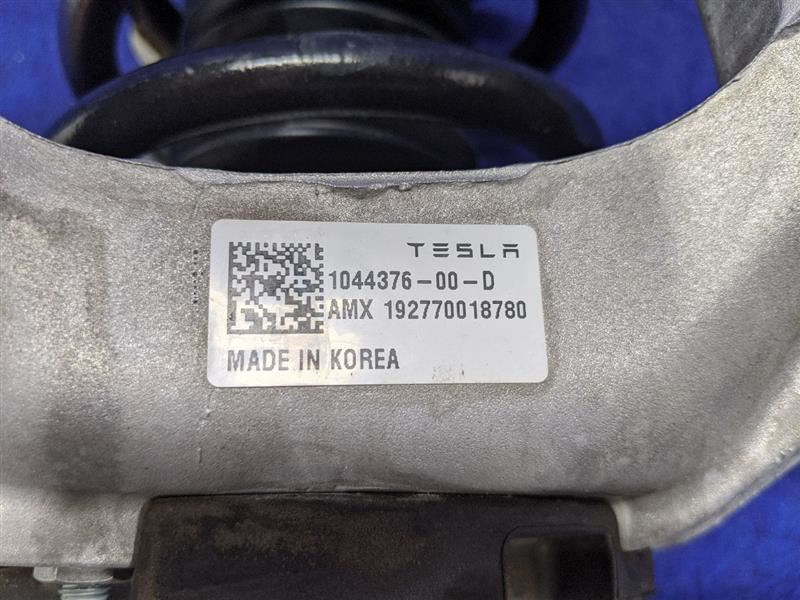 TESLA
1044376-00-D
AMX 192770018780
MADE IN KOREA